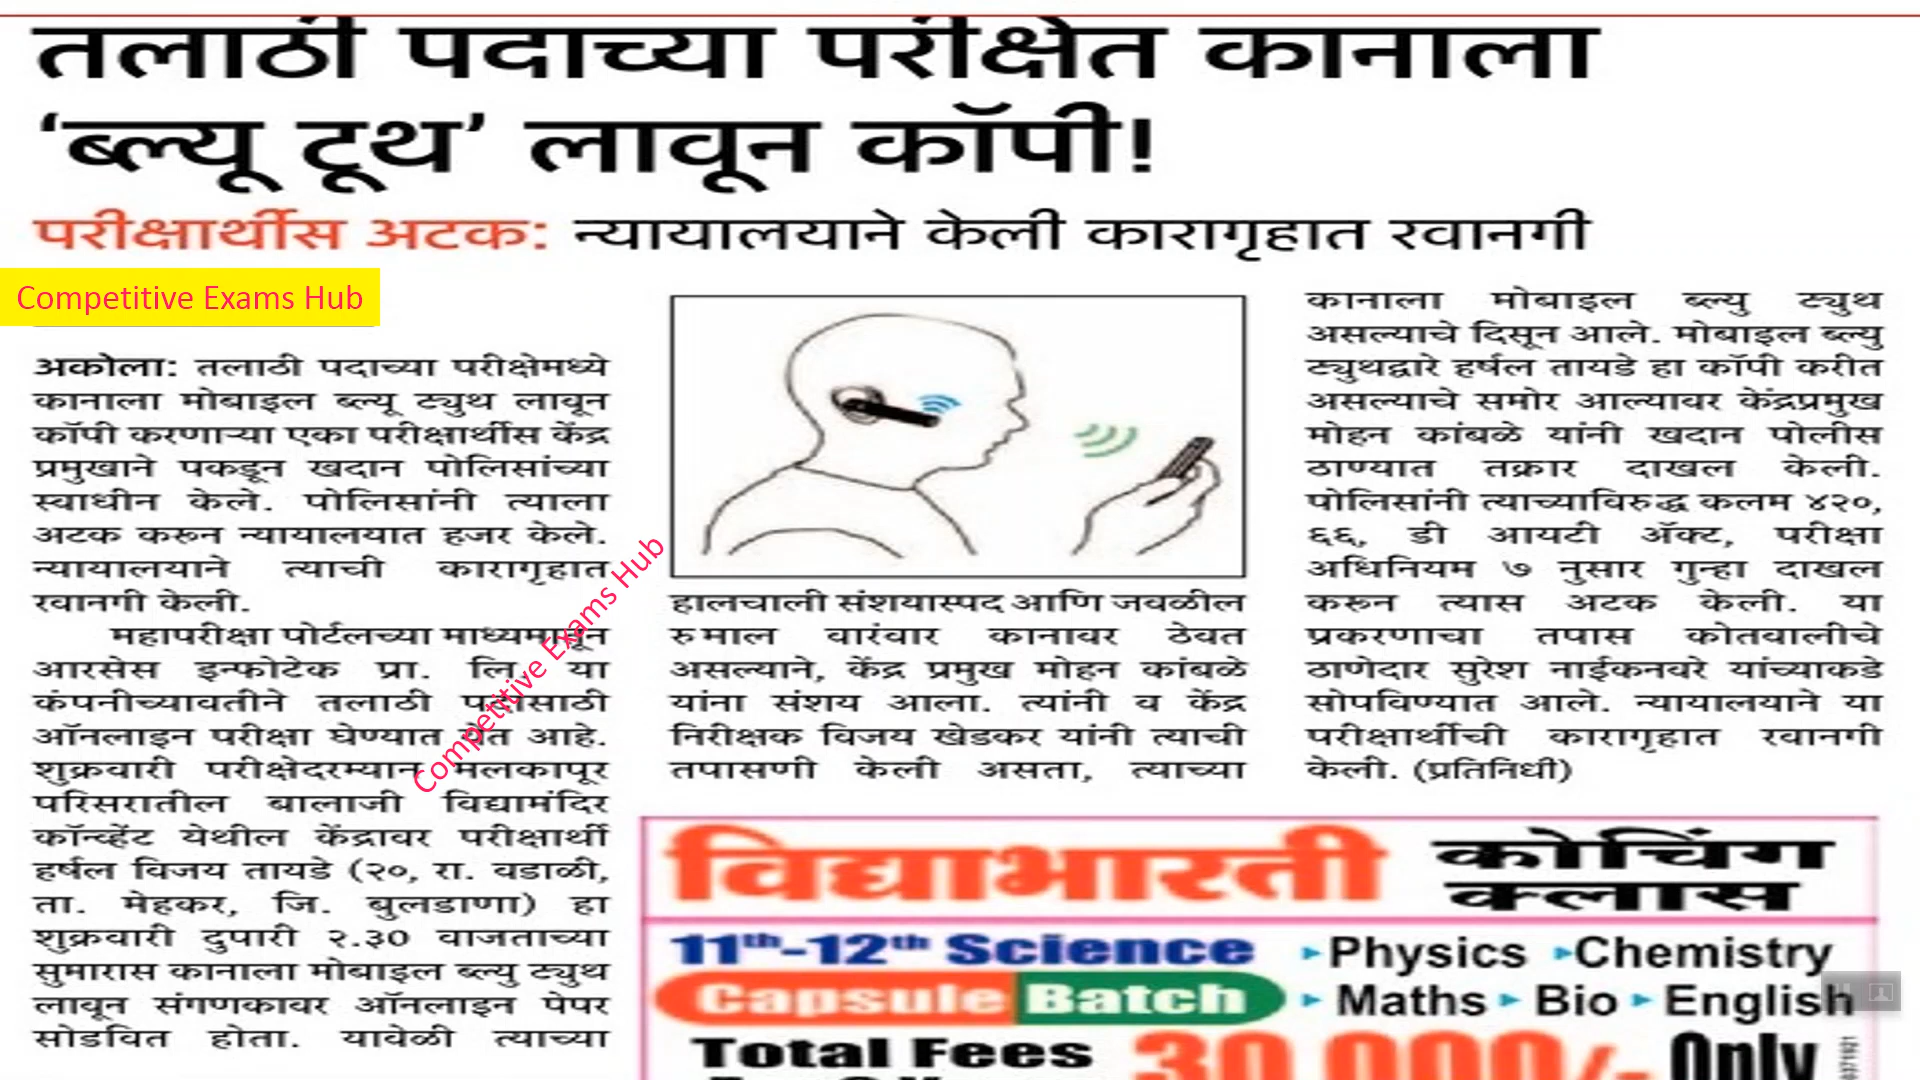 तलाठी पदाच्या परीक्षेत कानाला
‘ब्ल्यू टूथ’ लावून कॉपी!
परीक्षार्थीस अटक: न्यायालयाने केली कारागृहात रवानगी
Competitive Exams Hub
अकोला: तलाठी पदाच्या परीक्षेमध्ये
कानाला मोबाइल ब्ल्यू ट्युथ लावून
कॉपी करणाऱ्या एका परीक्षार्थीस केंद्र
प्रमुखाने पकडून खदान पोलिसांच्या
स्वाधीन केले. पोलिसांनी त्याला
अटक करून न्यायालयात हजर केले.
न्यायालयाने त्याची कारागृहात
रवानगी केली.
महापरीक्षा पोर्टलच्या माध्यमातून
आरसेस इन्फोटेक प्रा. लि. या
कंपनीच्यावतीने तलाठी पदासाठी
ऑनलाइन परीक्षा घेण्यात येत आहे.
शुक्रवारी परीक्षेदरम्यान मलकापूर
परिसरातील बालाजी विद्यामंदिर
कॉन्व्हेंट येथील केंद्रावर परीक्षार्थी
हर्षल विजय तायडे (२०, रा. वडाळी,
ता. मेहकर, जि. बुलडाणा) हा
शुक्रवारी दुपारी २.३० वाजताच्या
सुमारास कानाला मोबाइल ब्ल्यु ट्युथ
लावून संगणकावर ऑनलाइन पेपर
सोडवित होता. यावेळी त्याच्या
Competitive Exams Hub
हालचाली संशयास्पद आणि जवळील
रुमाल वारंवार कानावर ठेवत
असल्याने, केंद्र प्रमुख मोहन कांबळे
यांना संशय आला. त्यांनी व केंद्र
निरीक्षक विजय खेडकर यांनी त्याची
तपासणी केली असता, त्याच्या
कानाला मोबाइल ब्ल्यु ट्युथ
असल्याचे दिसून आले. मोबाइल ब्ल्यु
ट्युथद्वारे हर्षल तायडे हा कॉपी करीत
असल्याचे समोर आल्यावर केंद्रप्रमुख
मोहन कांबळे यांनी खदान पोलीस
ठाण्यात तक्रार दाखल केली.
पोलिसांनी त्याच्याविरुद्ध कलम ४२०,
६६, डी आयटी ॲक्ट, परीक्षा
अधिनियम ७ नुसार गुन्हा दाखल
करून त्यास अटक केली. या
प्रकरणाचा तपास कोतवालीचे
ठाणेदार सुरेश नाईकनवरे यांच्याकडे
सोपविण्यात आले. न्यायालयाने या
परीक्षार्थीची कारागृहात रवानगी
केली. (प्रतिनिधी)
विद्याभारती कोचिंग
क्लास
11th-12th Science
Capsule Batch
Physics Chemistry
Maths Bio English
Total Fees 30,000/- Only